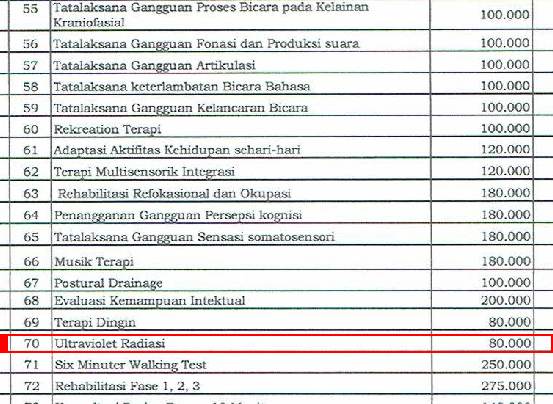 55 Tatalaksana Gangguan Proses Bicara pada Kelainan
Kraniofasial 100.000
56 Tatalaksana Gangguan Fonasi dan Produksi suara 100.000
57 Tatalaksana Gangguan Artikulasi 100.000
58 Tatalaksana keterlambatan Bicara Bahasa 100.000
59 Tatalaksana Gangguan Kelancaran Bicara 100.000
60 Rekreation Terapi 100.000
61 Adaptasi Aktifitas Kehidupan sehari-hari 120.000
62 Terapi Multisensorik Integrasi 120.000
63 Rehabilitasi Refokasional dan Okupasi 180.000
64 Penangganan Gangguan Persepsi kognisi 180.000
65 Tatalaksana Gangguan Sensasi somatosensori 180.000
66 Musik Terapi 180.000
67 Postural Drainage 100.000
68 Evaluasi Kemampuan Intektual 200.000
69 Terapi Dingin 80.000
70 Ultraviolet Radiasi 80.000
71 Six Minuter Walking Test 250.000
72 Rehabilitasi Fase 1, 2, 3 275.000